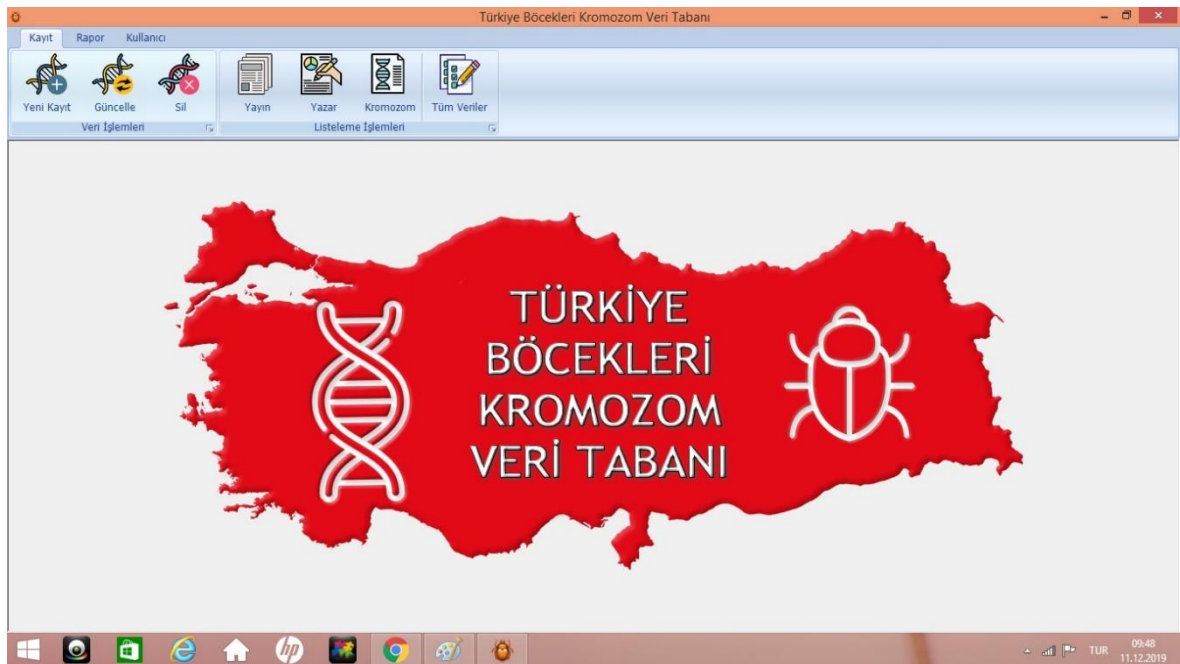 Türkiye Böcekleri Kromozom Veri Tabanı
Kayıt Rapor Kullanıcı
Yeni Kayıt Güncelle Sil Yayın Yazar Kromozom Tüm Veriler
Veri İşlemleri Listeleme İşlemleri
TÜRKİYE
BÖCEKLERİ
KROMOZOM
VERİ TABANI
hp
TUR
09:48
11.12.2019